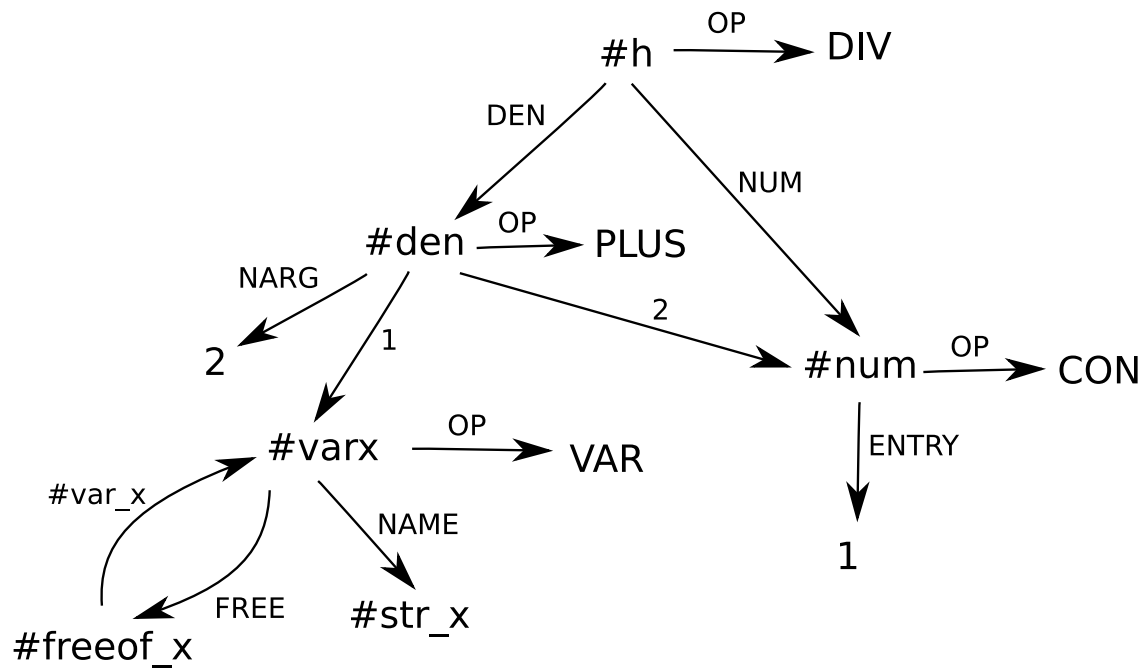 OP
#h
DIV
DEN
NUM
OP
#den
PLUS
NARG
2
1
2
OP
#num
CON
OP
ENTRY
#varx
VAR
#var_x
NAME
1
FREE
#str_x
#freeof_x